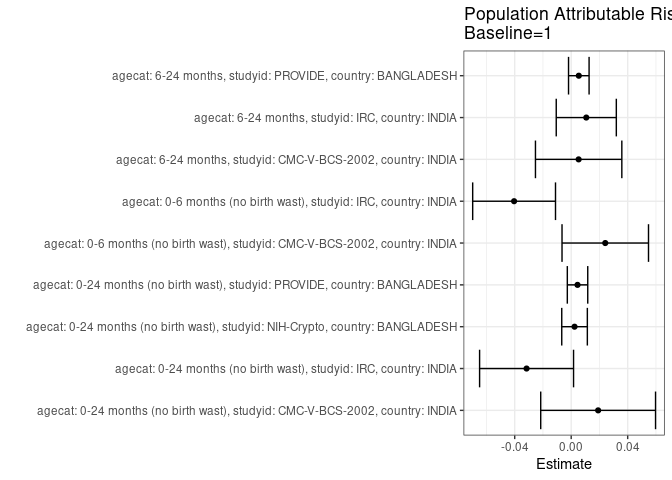 Population Attributable Ris
Baseline=1
agecat: 6-24 months, studyid: PROVIDE, country: BANGLADESH
agecat: 6-24 months, studyid: IRC, country: INDIA
agecat: 6-24 months, studyid: CMC-V-BCS-2002, country: INDIA
agecat: 0-6 months (no birth wast), studyid: IRC, country: INDIA
agecat: 0-6 months (no birth wast), studyid: CMC-V-BCS-2002, country: INDIA
agecat: 0-24 months (no birth wast), studyid: PROVIDE, country: BANGLADESH
agecat: 0-24 months (no birth wast), studyid: NIH-Crypto, country: BANGLADESH
agecat: 0-24 months (no birth wast), studyid: IRC, country: INDIA
agecat: 0-24 months (no birth wast), studyid: CMC-V-BCS-2002, country: INDIA
-0.04 0.00 0.04
Estimate